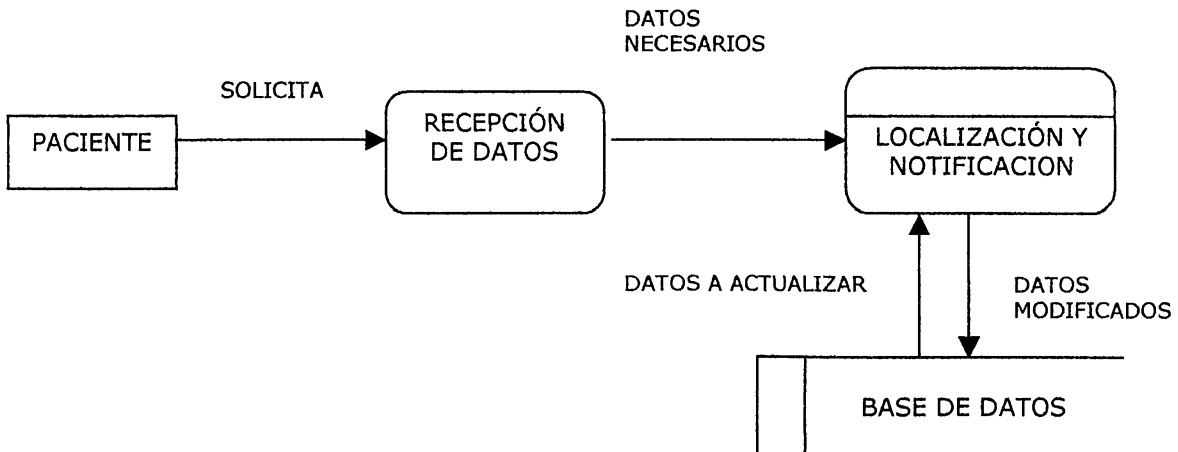 DATOS
NECESARIOS
SOLICITA
PACIENTE
RECEPCIÓN
DE DATOS
LOCALIZACIÓN Y
NOTIFICACION
DATOS A ACTUALIZAR
DATOS
MODIFICADOS
BASE DE DATOS